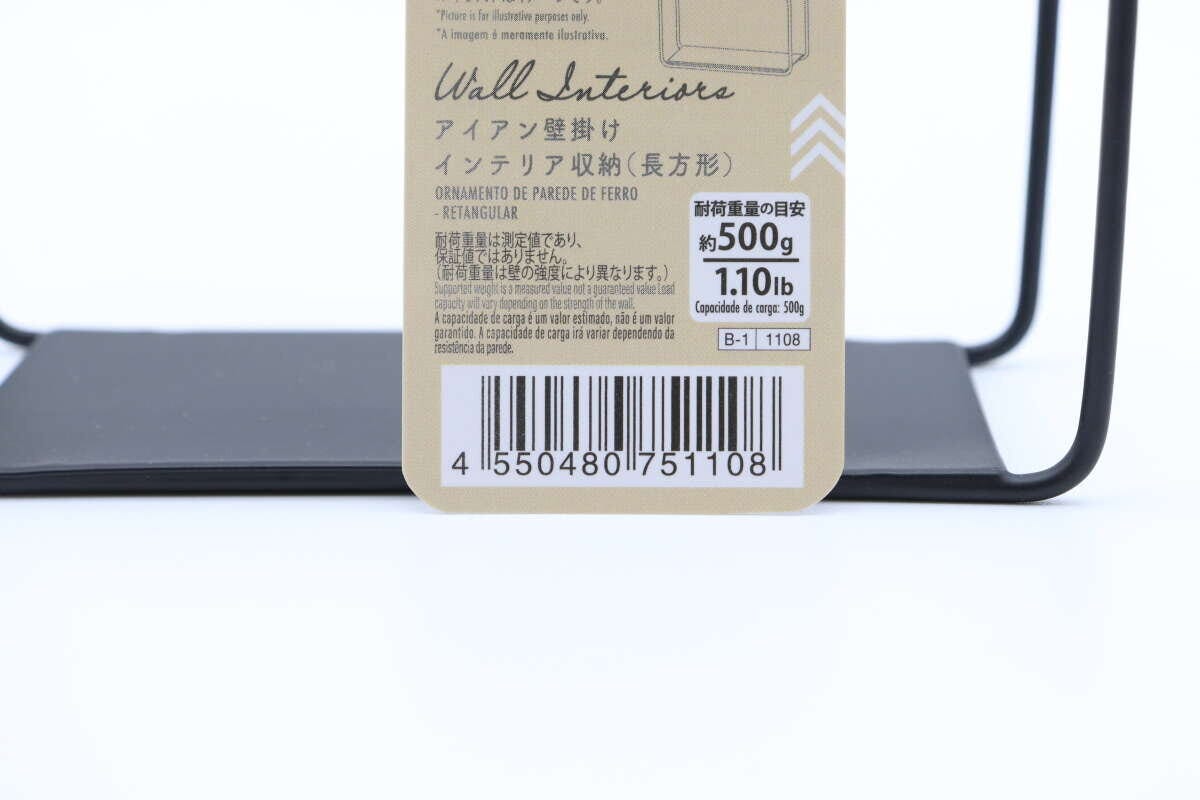 *Picture is for illustrative purposes only.
*A imagem é meramente ilustrativa.
Wall Interiors
アイアン壁掛け
インテリア収納(長方形)
ORNAMENTO DE PAREDE DE FERRO
- RETANGULAR
耐荷重量は測定値であり、
保証値ではありません。
(耐荷重量は壁の強度により異なります。)
Supported weight is a measured value not a guaranteed value Load
capacity will vary depending on the strength of the wall.
A capacidade de carga é um valor estimado, não é um valor
garantido. A capacidade de carga irá variar dependendo da
resistência da parede.
耐荷重量の目安
約500g
1.10lb
Capacidade de carga: 500g
B-1 1108
4 550480 751108